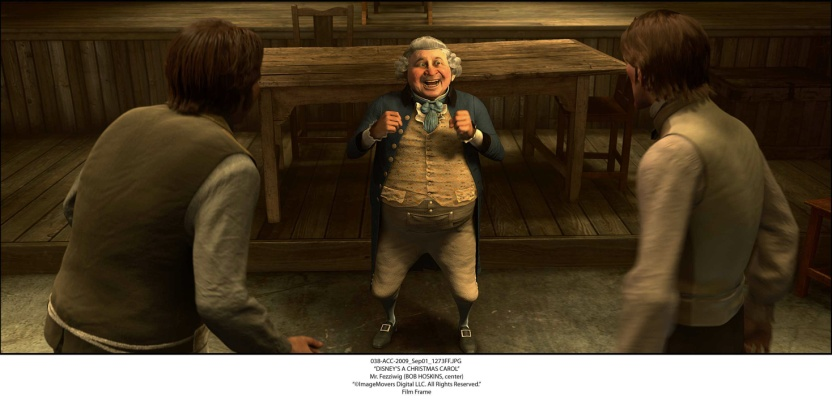 038-ACC-2009_Sep01_1273FF.JPG
"DISNEY'S A CHRISTMAS CAROL"
Mr. Fezziwig (BOB HOSKINS, center)
"©ImageMovers Digital LLC. All Rights Reserved."
Film Frame